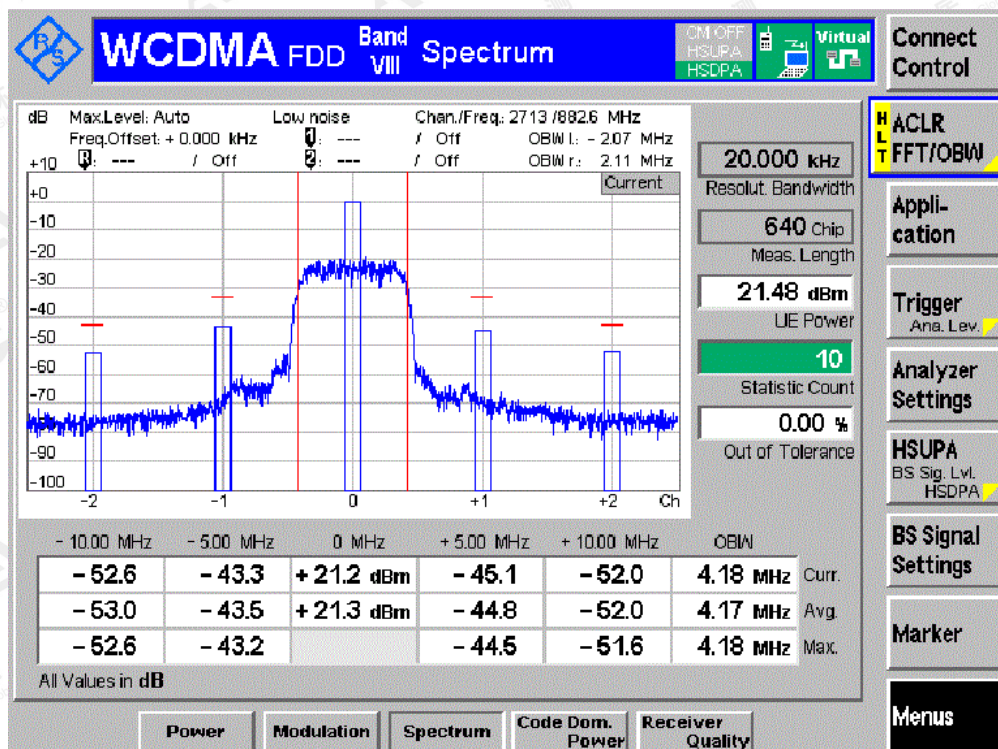 R&S
WCDMA FDD Band VIII Spectrum
CM OFF
HSUPA
HSDPA
Virtual
Connect Control
dB Max.Level: Auto Low noise Chan./Freq.: 2713 /882.6 MHz
Freq.Offset: + 0.000 kHz 1: --- / Off OBW l.: - 2.07 MHz
+10 R: --- / Off 2: --- / Off OBW r.: 2.11 MHz
Current
+0
-10
-20
-30
-40
-50
-60
-70
-90
-100
-2 -1 0 +1 +2 Ch
20.000 kHz
Resolut. Bandwidth
640 Chip
Meas. Length
21.48 dBm
UE Power
10
Statistic Count
0.00 %
Out of Tolerance
- 10.00 MHz - 5.00 MHz 0 MHz + 5.00 MHz + 10.00 MHz OBW
- 52.6 - 43.3 + 21.2 dBm - 45.1 - 52.0 4.18 MHz Curr.
- 53.0 - 43.5 + 21.3 dBm - 44.8 - 52.0 4.17 MHz Avg.
- 52.6 - 43.2 - 44.5 - 51.6 4.18 MHz Max.
All Values in dB
HLT
ACLR
FFT/OBW
Appli-
cation
Trigger
Ana. Lev.
Analyzer
Settings
HSUPA
BS Sig. Lvl.
HSDPA
BS Signal
Settings
Marker
Menus
Power
Modulation
Spectrum
Code Dom.
Power
Receiver
Quality